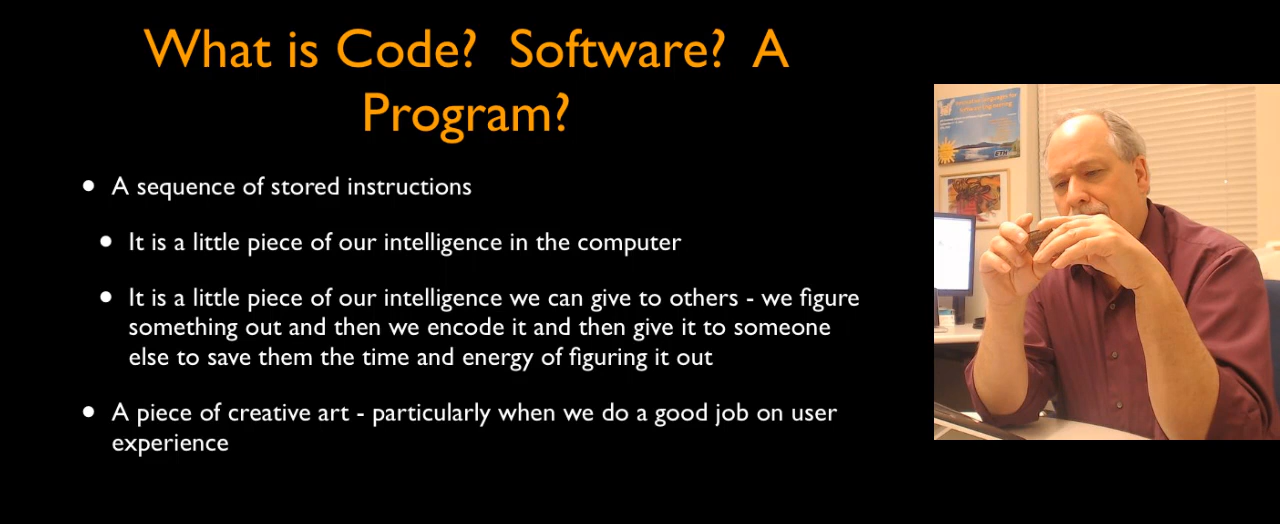 What is Code?  Software?  A
Program?
• A sequence of stored instructions
• It is a little piece of our intelligence in the computer
• It is a little piece of our intelligence we can give to others - we figure
something out and then we encode it and then give it to someone
else to save them the time and energy of figuring it out
• A piece of creative art - particularly when we do a good job on user
experience
ETH